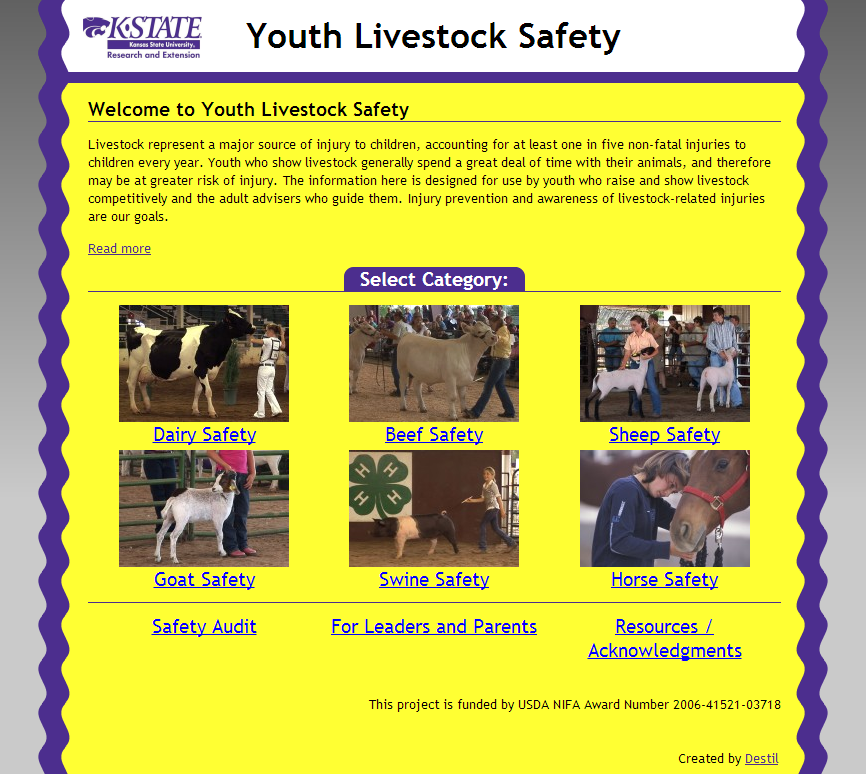 K·STATE
Kansas State University,
Research and Extension
Youth Livestock Safety
Welcome to Youth Livestock Safety
Livestock represent a major source of injury to children, accounting for at least one in five non-fatal injuries to
children every year. Youth who show livestock generally spend a great deal of time with their animals, and therefore
may be at greater risk of injury. The information here is designed for use by youth who raise and show livestock
competitively and the adult advisers who guide them. Injury prevention and awareness of livestock-related injuries
are our goals.
Read more
Select Category:
Dairy Safety
Beef Safety
Sheep Safety
H H
H H
Goat Safety
Swine Safety
Horse Safety
Safety Audit
For Leaders and Parents
Resources /
Acknowledgments
This project is funded by USDA NIFA Award Number 2006-41521-03718
Created by Destil